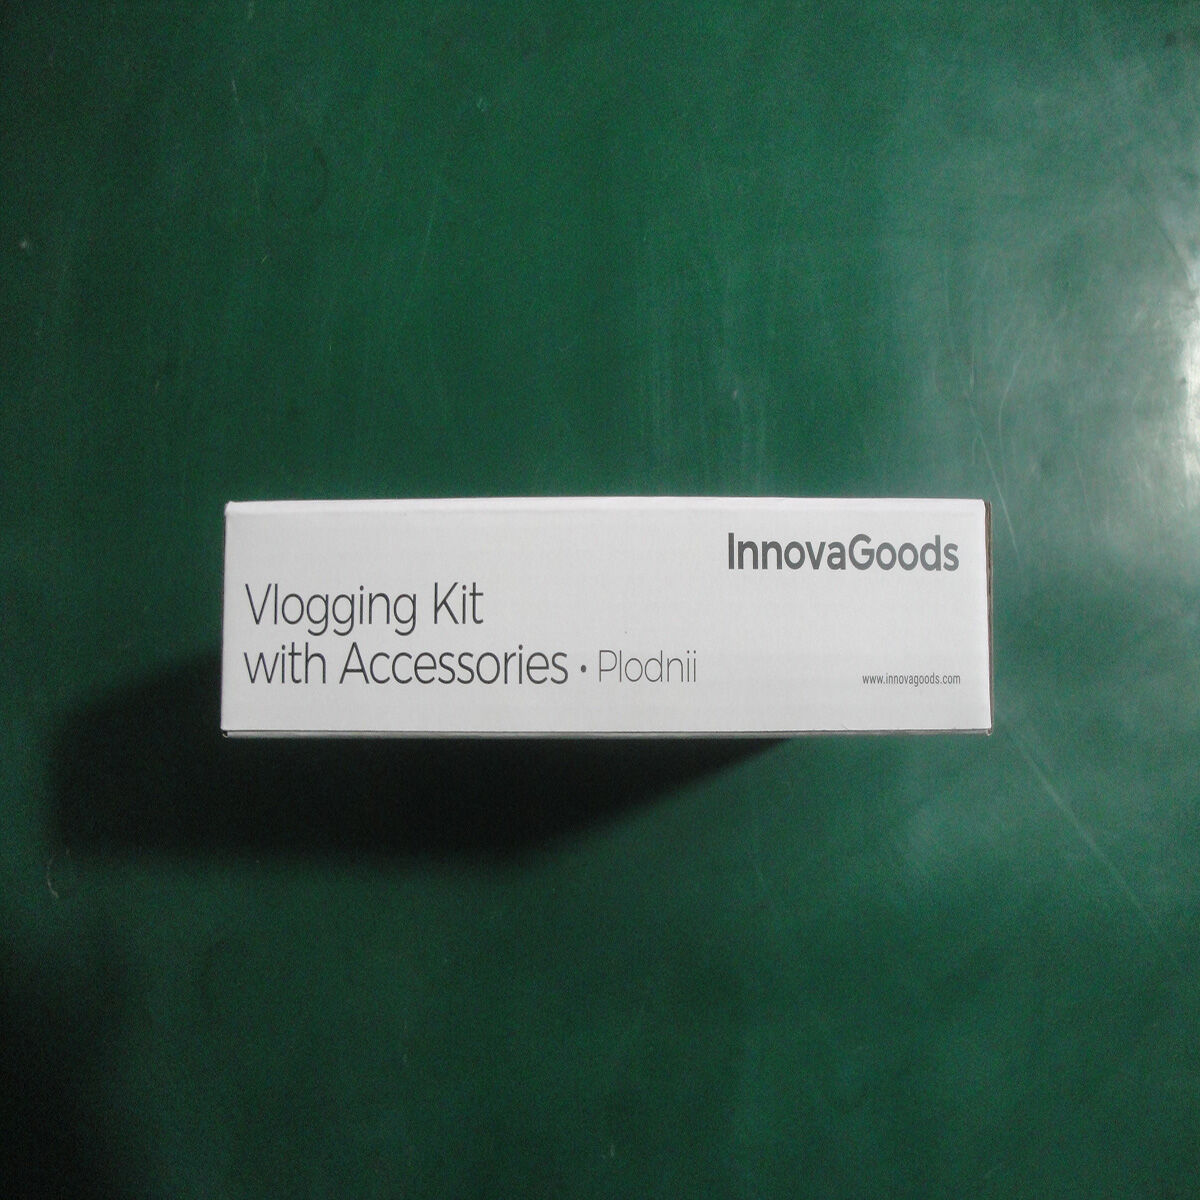 InnovaGoods
Vlogging Kit
with Accessories • Plodnii
www.innovagoods.com